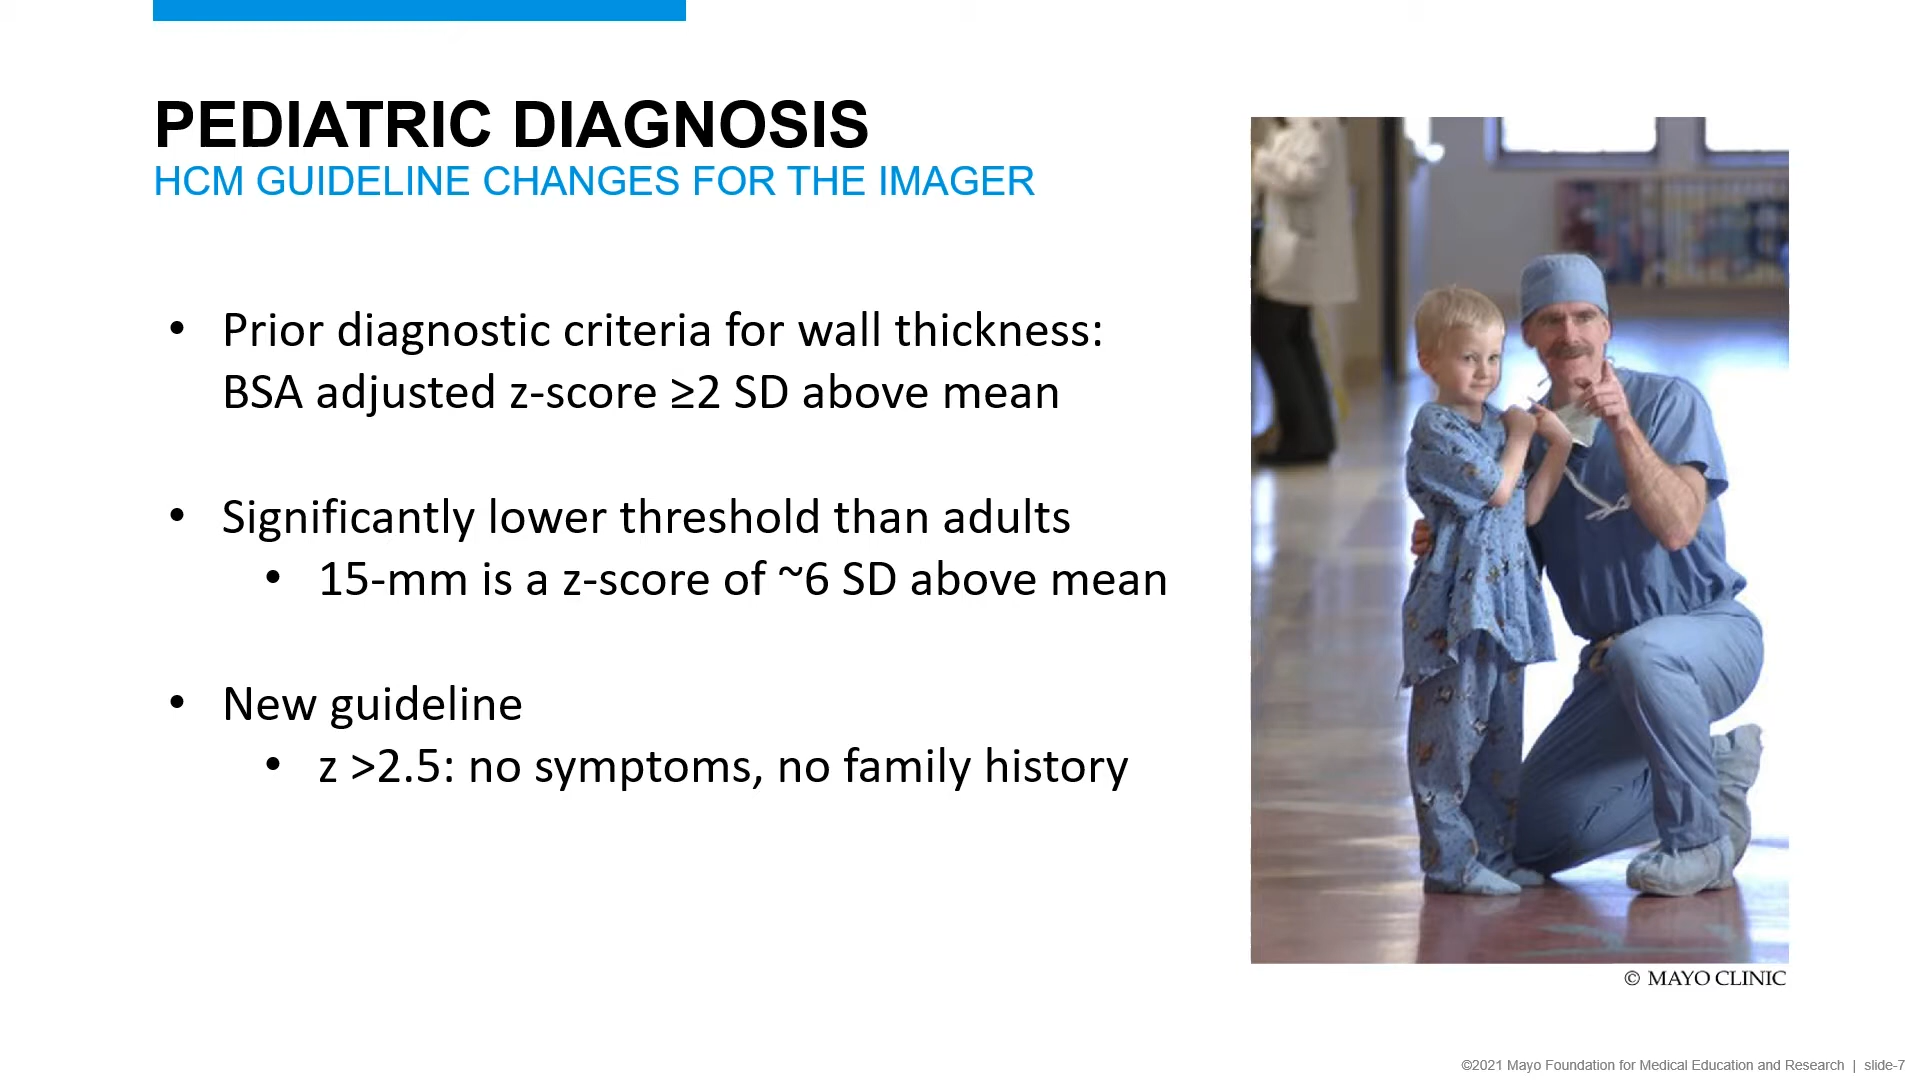 PEDIATRIC DIAGNOSIS
HCM GUIDELINE CHANGES FOR THE IMAGER
• Prior diagnostic criteria for wall thickness:
BSA adjusted z-score ≥2 SD above mean
• Significantly lower threshold than adults
• 15-mm is a z-score of ~6 SD above mean
• New guideline
• z >2.5: no symptoms, no family history
© MAYO CLINIC
©2021 Mayo Foundation for Medical Education and Research | slide-7